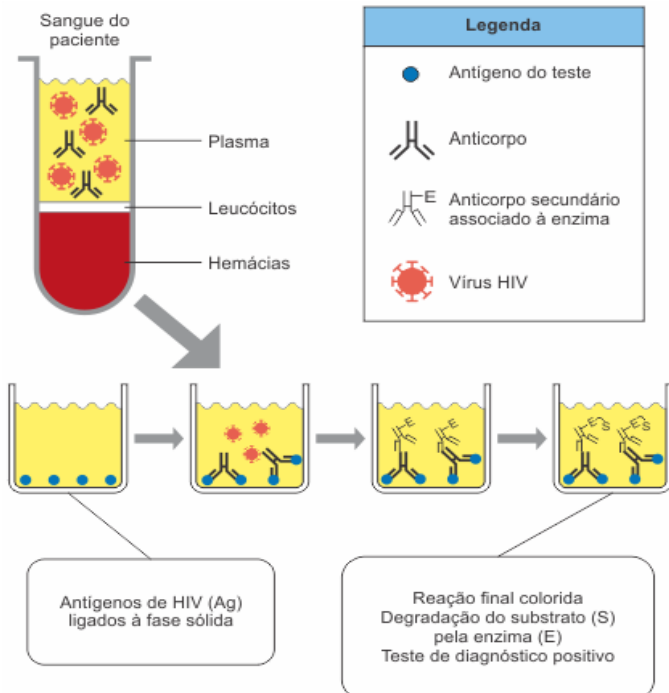 Sangue do
paciente
Plasma
Leucócitos
Hemácias
Legenda
Antígeno do teste
Anticorpo
E
Anticorpo secundário
associado à enzima
Vírus HIV
E
E
E
S
E
S
Antígenos de HIV (Ag)
ligados à fase sólida
Reação final colorida
Degradação do substrato (S)
pela enzima (E)
Teste de diagnóstico positivo